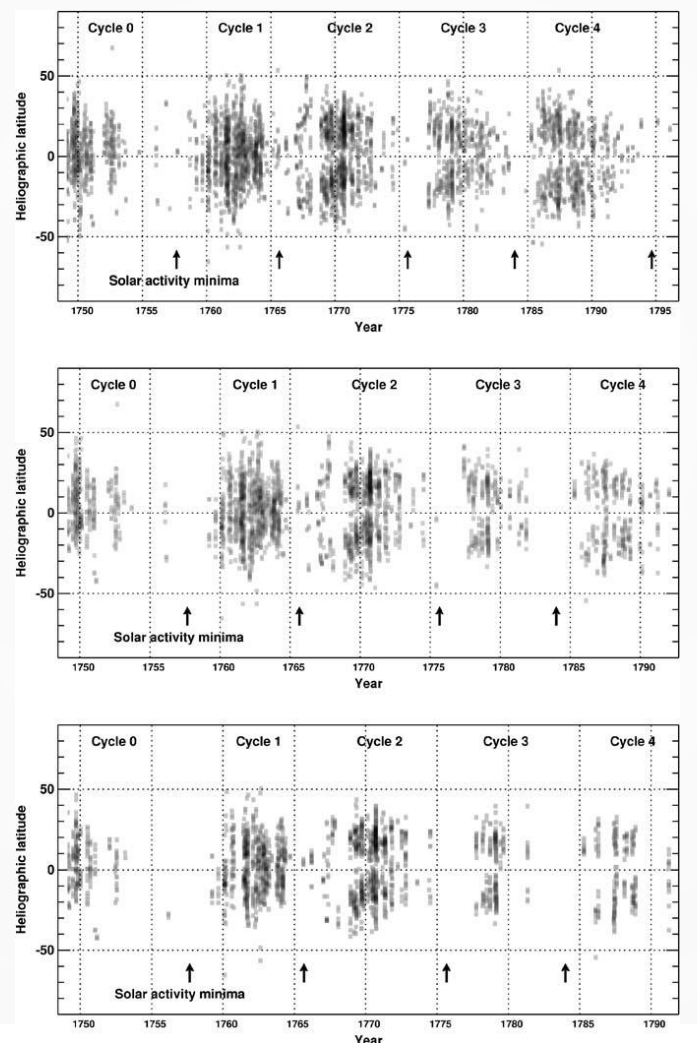 Cycle 0 Cycle 1 Cycle 2 Cycle 3 Cycle 4
50
0
-50
Heliographic latitude
Solar activity minima
1750 1755 1760 1765 1770 1775 1780 1785 1790 1795
Year
Cycle 0 Cycle 1 Cycle 2 Cycle 3 Cycle 4
50
0
-50
Heliographic latitude
Solar activity minima
1750 1755 1760 1765 1770 1775 1780 1785 1790
Year
Cycle 0 Cycle 1 Cycle 2 Cycle 3 Cycle 4
50
0
-50
Heliographic latitude
Solar activity minima
1750 1755 1760 1765 1770 1775 1780 1785 1790
Year